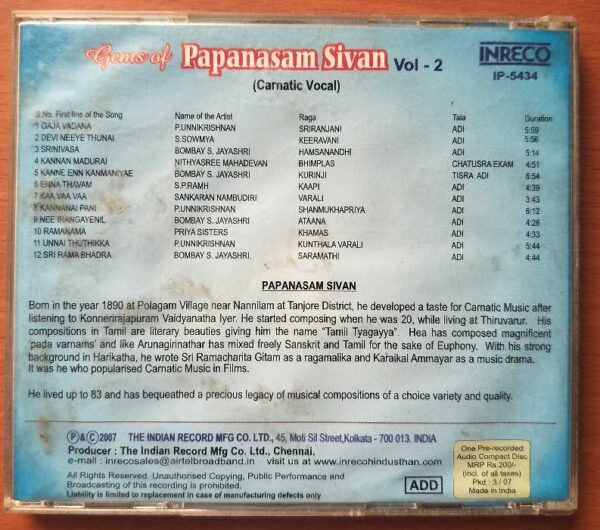 Gems of Papanasam Sivan Vol - 2
(Carnatic Vocal)
INRECO
IP-5434
S.No. First line of the Song Name of the Artist Raga Tala Duration
1 GAJA VADANA P.UNNIKRISHNAN SRIRANJANI ADI 5:59
2 DEVI NEEYE THUNAI S.SOWMYA KEERAVANI ADI 5:56
3 SRINIVASA BOMBAY S. JAYASHRI HAMSANANDHI ADI 5:14
4 KANNAN MADURAI NITHYASREE MAHADEVAN BHIMPLAS CHATUSRA EKAM 4:51
5 KANNE ENN KANMANIYAE BOMBAY S. JAYASHRI KURINJI TISRA ADI 6:54
6 ENNA THAVAM S.P.RAMH KAAPI ADI 4:39
7 KAA VAA VAA SANKARAN NAMBUDIRI VARALI ADI 3:43
8 KANNANAI PANI P.UNNIKRISHNAN SHANMUKHAPRIYA ADI 6:12
9 NEE IRANGAYENIL BOMBAY S. JAYASHRI ATAANA ADI 4:26
10 RAMANAMA PRIYA SISTERS KHAMAS ADI 4:33
11 UNNAI THUTHIKKA P.UNNIKRISHNAN KUNTHALA VARALI ADI 5:44
12 SRI RAMA BHADRA BOMBAY S. JAYASHRI. SARAMATHI ADI 4:44
PAPANASAM SIVAN
Born in the year 1890 at Polagam Village near Nannilam at Tanjore District, he developed a taste for Carnatic Music after
listening to Konnerirajapuram Vaidyanatha Iyer. He started composing when he was 20, while living at Thiruvarur. His
compositions in Tamil are literary beauties giving him the name "Tamil Tyagayya". Hea has composed magnificent
'pada varnams' and like Arunagirinathar has mixed freely Sanskrit and Tamil for the sake of Euphony. With his strong
background in Harikatha, he wrote Sri Ramacharita Gitam as a ragamalika and Karaikal Ammayar as a music drama.
It was he who popularised Carnatic Music in Films.
He lived up to 83 and has bequeathed a precious legacy of musical compositions of a choice variety and quality.
Ⓟ&Ⓒ2007 THE INDIAN RECORD MFG CO. LTD., 45, Moti Sil Street,Kolkata - 700 013. INDIA
Producer : The Indian Record Mfg Co. Ltd., Chennai.
e-mail : inrecosales@airtelbroadband.in visit us at www.inrecohindusthan.com
All Rights Reserved. Unauthorised Copying, Public Performance and
Broadcasting of this recording is prohibited.
Liability is limited to replacement in case of manufacturing defects only
ADD
One Pre-recorded
Audio Compact Disc
MRP Rs.200/-
(incl. of all taxes)
Pkd : 3 / 07
Made in India